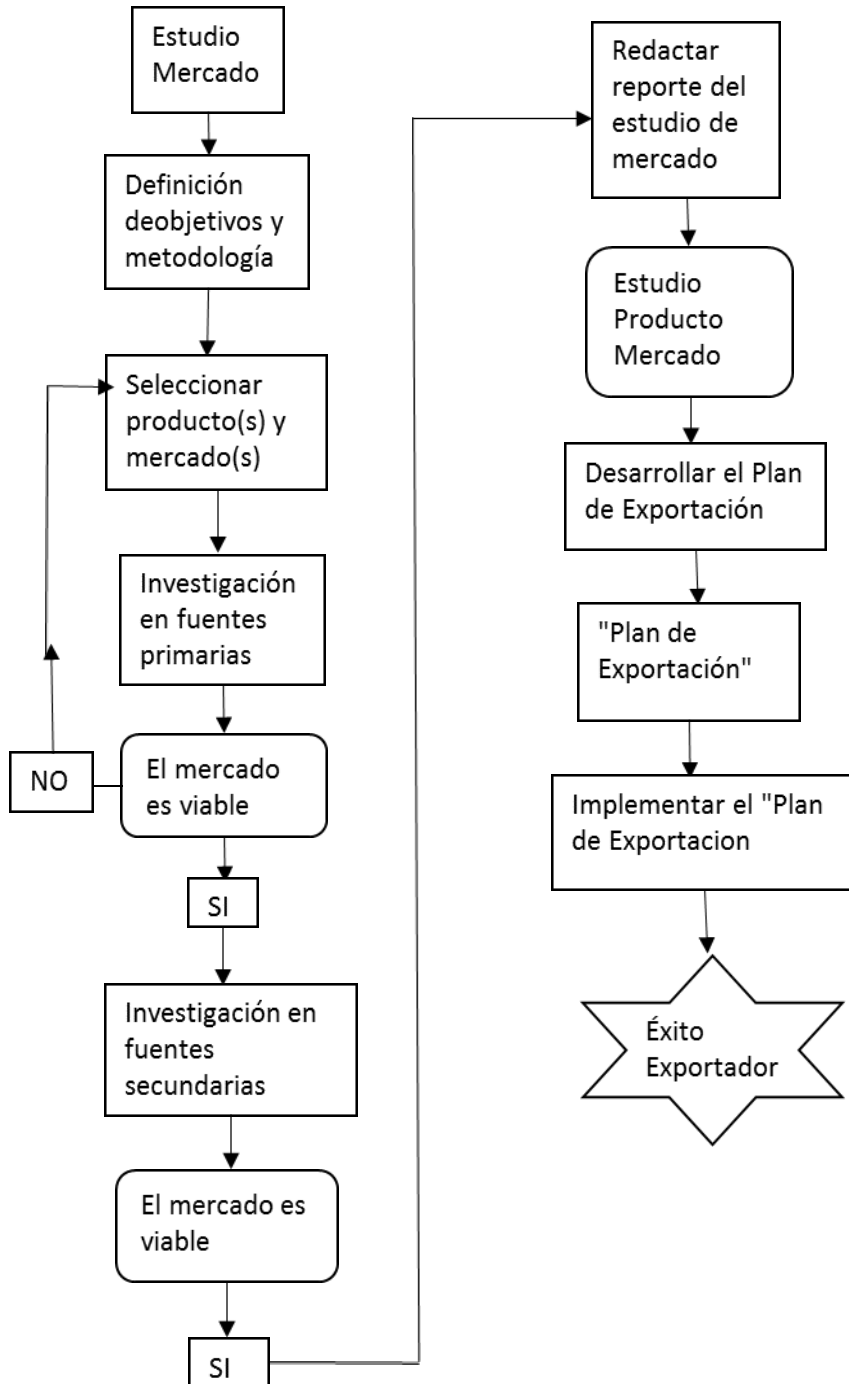 Estudio
Mercado
Definición
deobjetivos y
metodología
Seleccionar
producto(s) y
mercado(s)
Investigación
en fuentes
primarias
El mercado
es viable
NO
SI
Investigación en
fuentes
secundarias
El mercado es
viable
SI
Redactar
reporte del
estudio de
mercado
Estudio
Producto
Mercado
Desarrollar el Plan
de Exportación
"Plan de
Exportación"
Implementar el "Plan
de Exportacion
Éxito
Exportador